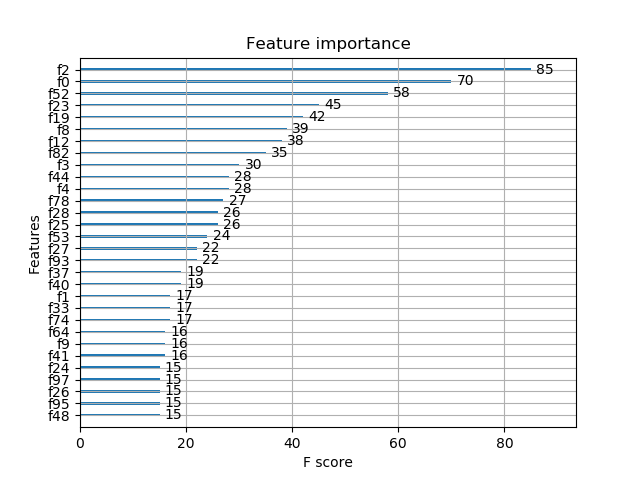 Feature importance
f2 85
f0 70
f52 58
f23 45
f19 42
f8 39
f12 38
f82 35
f3 30
f44 28
f4 28
f78 27
f28 26
f25 26
f53 24
f27 22
f93 22
f37 19
f40 19
f1 17
f33 17
f74 17
f64 16
f9 16
f41 16
f24 15
f97 15
f26 15
f95 15
f48 15
Features
0 20 40 60 80
F score